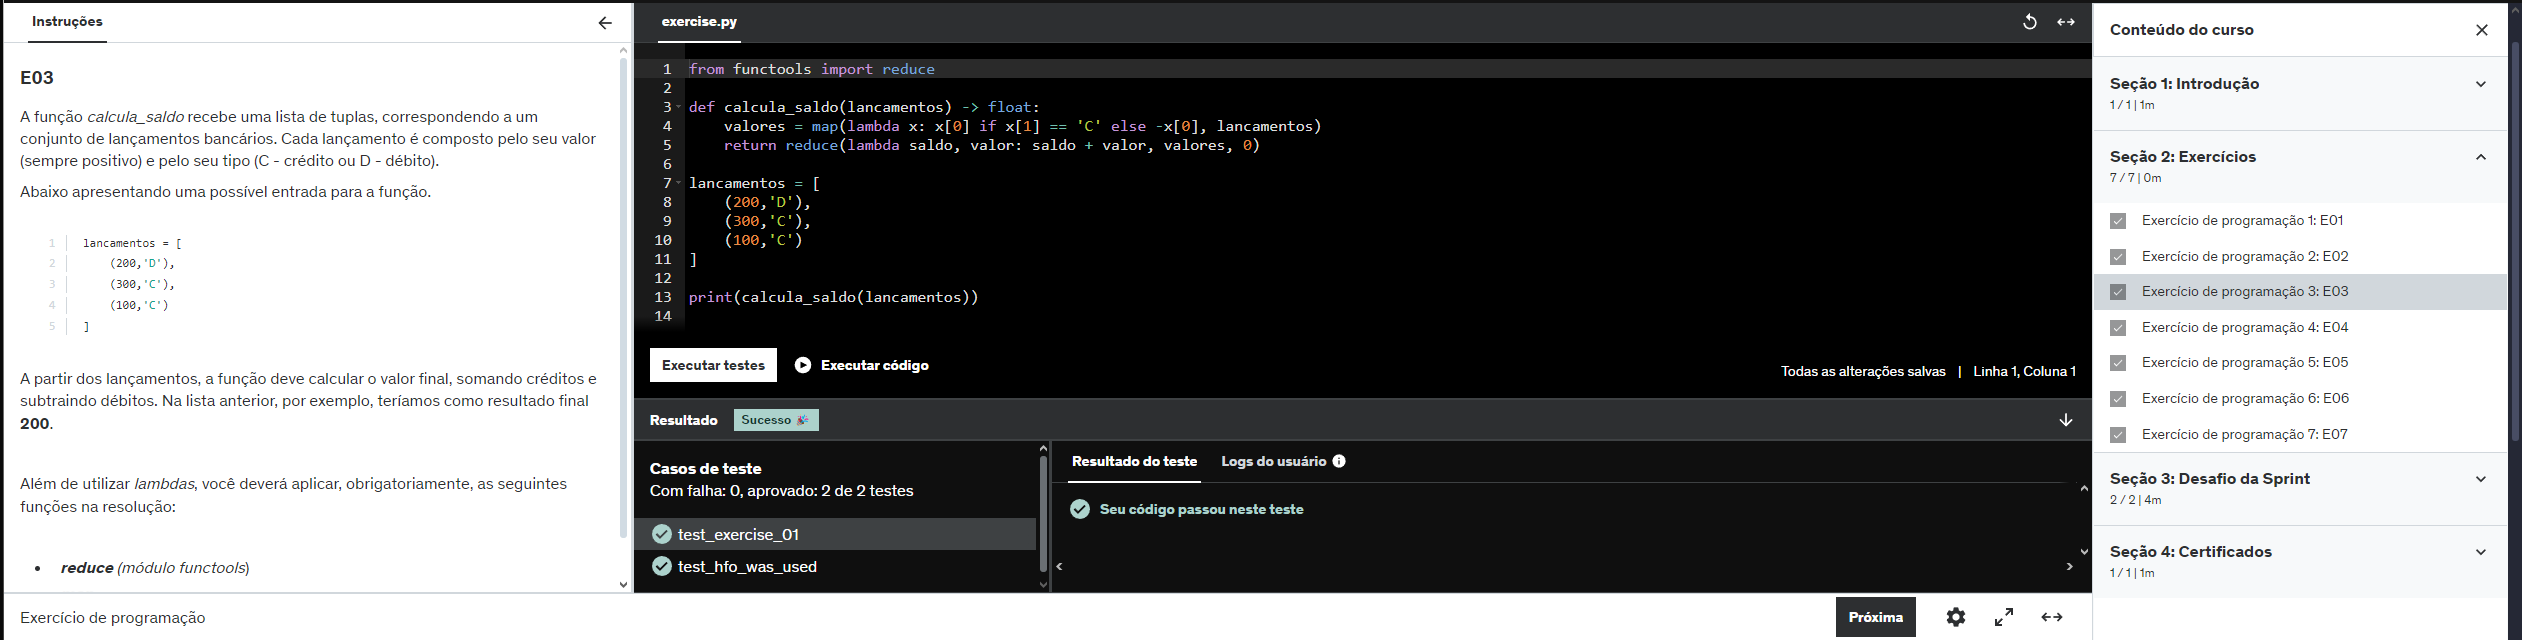 Instruções
E03
A função calcula_saldo recebe uma lista de tuplas, correspondendo a um
conjunto de lançamentos bancários. Cada lançamento é composto pelo seu valor
(sempre positivo) e pelo seu tipo (C - crédito ou D - débito).
Abaixo apresentando uma possível entrada para a função.
1 lancamentos = [
2 (200,'D'),
3 (300,'C'),
4 (100,'C')
5 ]
A partir dos lançamentos, a função deve calcular o valor final, somando créditos e
subtraindo débitos. Na lista anterior, por exemplo, teríamos como resultado final
200.
Além de utilizar lambdas, você deverá aplicar, obrigatoriamente, as seguintes
funções na resolução:
• reduce (módulo functools)
Exercício de programação
exercise.py
1 from functools import reduce
2
3 def calcula_saldo(lancamentos) -> float:
4 valores = map(lambda x: x[0] if x[1] == 'C' else -x[0], lancamentos)
5 return reduce(lambda saldo, valor: saldo + valor, valores, 0)
6
7 lancamentos = [
8 (200,'D'),
9 (300,'C'),
10 (100,'C')
11 ]
12
13 print(calcula_saldo(lancamentos))
14
Executar testes Executar código
Todas as alterações salvas | Linha 1, Coluna 1
Resultado Sucesso
Casos de teste
Com falha: 0, aprovado: 2 de 2 testes
test_exercise_01
test_hfo_was_used
Resultado do teste Logs do usuário
Seu código passou neste teste
Próxima
Conteúdo do curso
Seção 1: Introdução
1 / 1 | 1m
Seção 2: Exercícios
7 / 7 | 0m
Exercício de programação 1: E01
Exercício de programação 2: E02
Exercício de programação 3: E03
Exercício de programação 4: E04
Exercício de programação 5: E05
Exercício de programação 6: E06
Exercício de programação 7: E07
Seção 3: Desafio da Sprint
2 / 2 | 4m
Seção 4: Certificados
1 / 1 | 1m